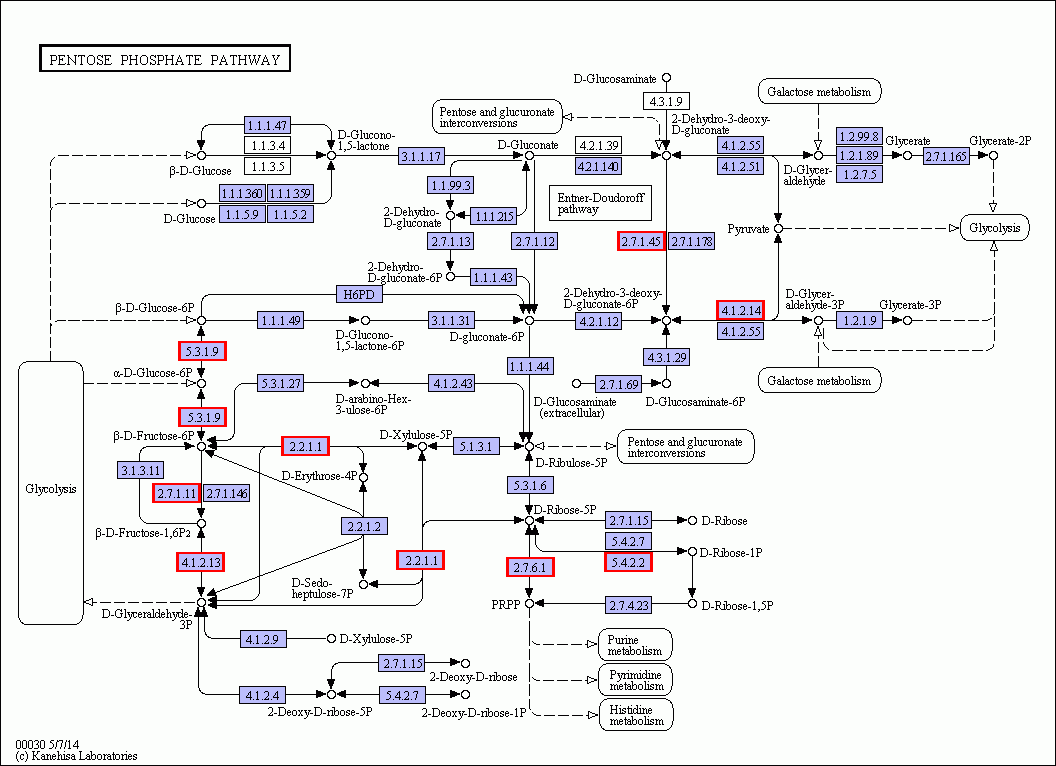 PENTOSE PHOSPHATE PATHWAY
D-Glucosaminate
4.3.1.9
Galactose metabolism
Pentose and glucuronate
interconversions
2-Dehydro-3-deoxy-
D-gluconate
1.1.1.47
1.1.3.4
1.1.3.5
β-D-Glucose
D-Glucono-
1,5-lactone
3.1.1.17
D-Gluconate
4.2.1.39
4.2.1.140
4.1.2.55
4.1.2.51
D-Glycer-
aldehyde
1.2.99.8
1.2.1.89
1.2.7.5
Glycerate
2.7.1.165
Glycerate-2P
1.1.1.360
1.1.1.359
1.1.5.9
1.1.5.2
D-Glucose
1.1.99.3
2-Dehydro-
D-gluconate
1.1.1.215
Entner-Doudoroff
pathway
2.7.1.13
2.7.1.12
2.7.1.45
2.7.1.178
Pyruvate
Glycolysis
2-Dehydro-
D-gluconate-6P
1.1.1.43
H6PD
β-D-Glucose-6P
1.1.1.49
D-Glucono-
1,5-lactone-6P
3.1.1.31
D-gluconate-6P
2-Dehydro-3-deoxy-
D-gluconate-6P
4.2.1.12
4.1.2.14
4.1.2.55
D-Glycer-
aldehyde-3P
1.2.1.9
Glycerate-3P
5.3.1.9
1.1.1.44
4.3.1.29
α-D-Glucose-6P
5.3.1.27
D-arabino-Hex-
3-ulose-6P
4.1.2.43
D-Glucosaminate
(extracellular)
2.7.1.69
D-Glucosaminate-6P
Galactose metabolism
5.3.1.9
β-D-Fructose-6P
2.2.1.1
D-Xylulose-5P
5.1.3.1
D-Ribulose-5P
Pentose and glucuronate
interconversions
3.1.3.11
D-Erythrose-4P
5.3.1.6
Glycolysis
2.7.1.11
2.7.1.146
2.2.1.2
D-Ribose-5P
2.7.1.15
D-Ribose
β-D-Fructose-1,6P2
5.4.2.7
5.4.2.2
D-Ribose-1P
4.1.2.13
2.2.1.1
2.7.6.1
D-Sedo-
heptulose-7P
D-Glyceraldehyde-
3P
PRPP
2.7.4.23
D-Ribose-1,5P
4.1.2.9
D-Xylulose-5P
Purine
metabolism
2.7.1.15
2-Deoxy-D-ribose
Pyrimidine
metabolism
4.1.2.4
2-Deoxy-D-ribose-5P
5.4.2.7
2-Deoxy-D-ribose-1P
Histidine
metabolism
00030 5/7/14
(c) Kanehisa Laboratories